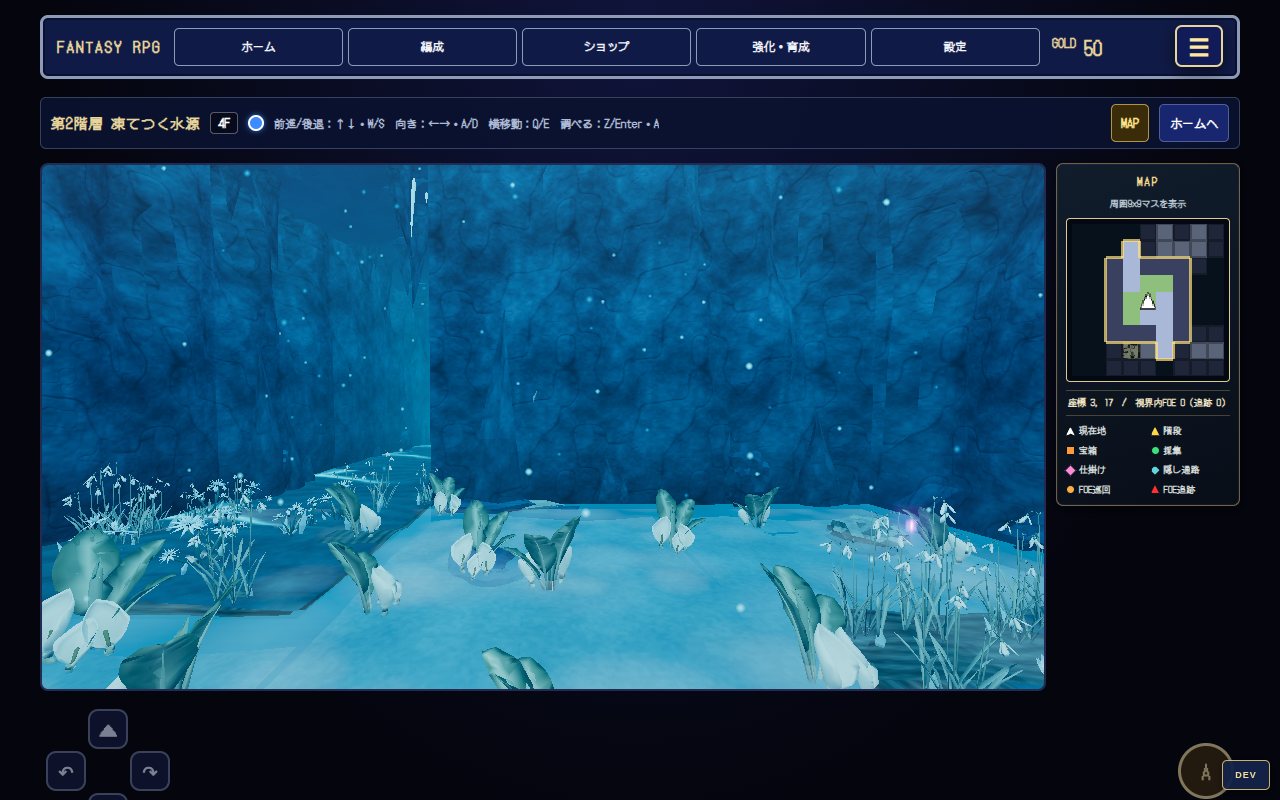 FANTASY RPG
ホーム
編成
ショップ
強化・育成
設定
GOLD 50
第2階層 凍てつく水源
4F
前進/後退:↑↓・W/S 向き:←→・A/D 横移動:Q/E 調べる:Z/Enter・A
MAP
ホームへ
MAP
周囲9x9マスを表示
座標 3, 17 / 視界内FOE 0 (追跡 0)
現在地
階段
宝箱
採集
仕掛け
隠し通路
FOE巡回
FOE追跡
A
DEV